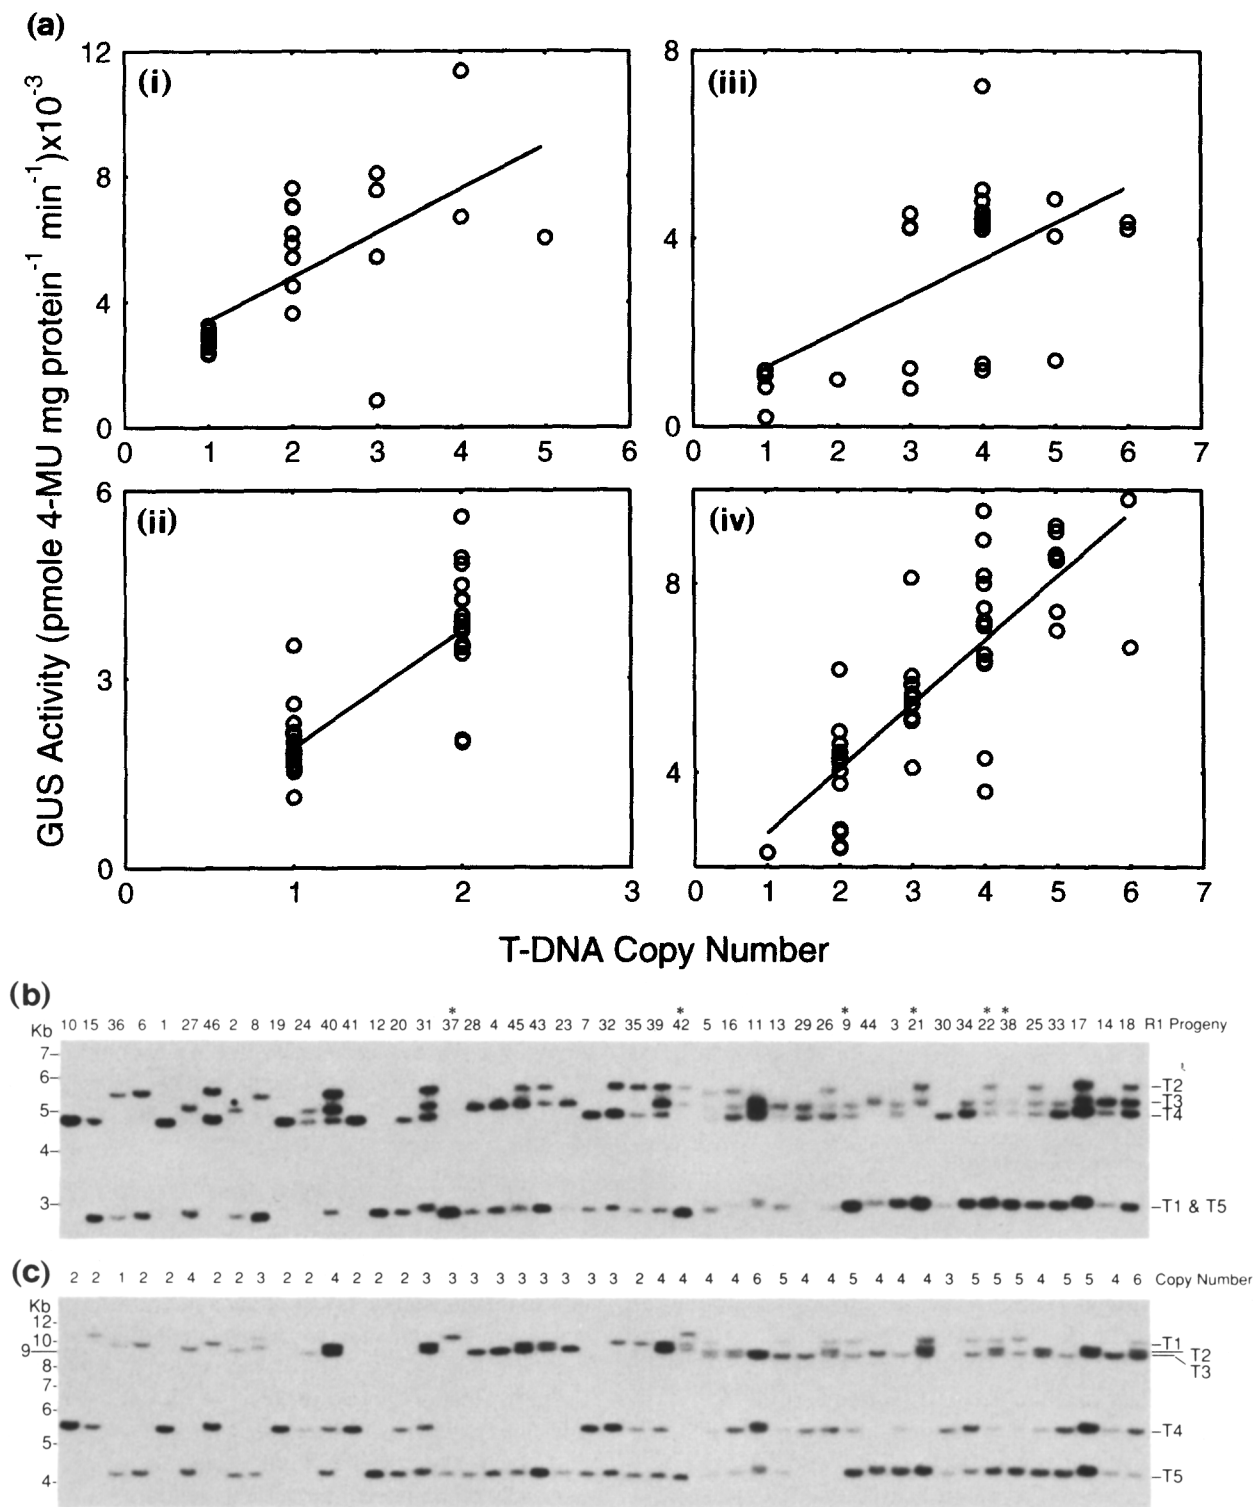 (a)
GUS Activity (pmole 4-MU mg protein⁻¹ min⁻¹)x10⁻³
12
8
4
0
(i)
0 1 2 3 4 5 6
8
4
0
(iii)
0 1 2 3 4 5 6 7
6
3
0
(ii)
0 1 2 3
8
4
(iv)
0 1 2 3 4 5 6 7
T-DNA Copy Number
(b)
* * * * * *
Kb 10 15 36 6 1 27 46 2 8 19 24 40 41 12 20 31 37 28 4 45 43 23 7 32 35 39 42 5 16 11 13 29 26 9 44 3 21 30 34 22 38 25 33 17 14 18 R1 Progeny
7-
6-
5-
4-
3-
-T2
-T3
-T4
-T1 & T5
(c)
2 2 1 2 2 4 2 2 3 2 2 4 2 2 2 3 3 3 3 3 3 3 3 3 2 4 4 4 4 6 5 4 4 5 4 4 4 3 5 5 5 4 5 5 4 6 Copy Number
Kb
12-
10-
9
8-
7-
6-
5-
4-
-T1
T2
T3
-T4
-T5